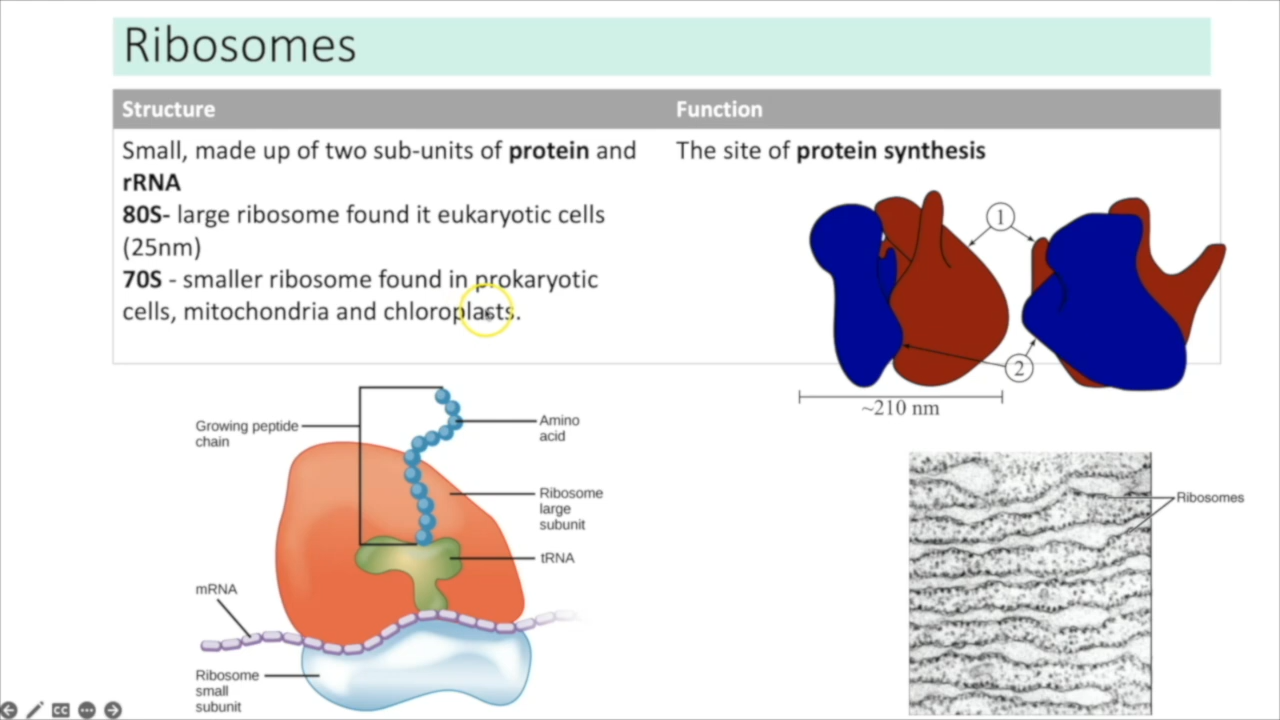 Ribosomes
Structure
Function
Small, made up of two sub-units of protein and
rRNA
80S- large ribosome found it eukaryotic cells
(25nm)
70S - smaller ribosome found in prokaryotic
cells, mitochondria and chloroplasts.
The site of protein synthesis
1
2
~210 nm
Growing peptide
chain
Amino
acid
Ribosome
large
subunit
tRNA
mRNA
Ribosome
small
subunit
Ribosomes
CC